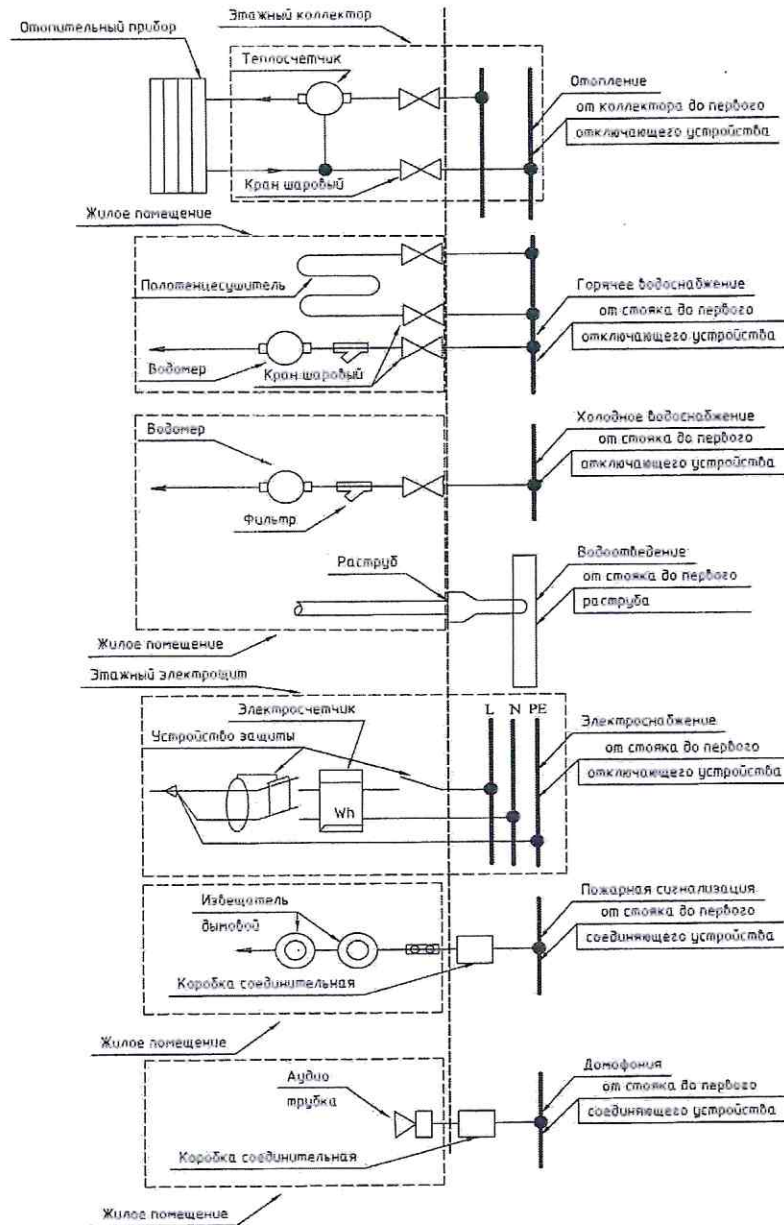 Этажный коллектор
Отопительный прибор
Теплосчетчик
Отопление
от коллектора до первого
отключающего устройства
Кран шаровый
Жилое помещение
Полотенцесушитель
Горячее водоснабжение
от стояка до первого
отключающего устройства
Водомер
Кран шаровый
Водомер
Холодное водоснабжение
от стояка до первого
отключающего устройства
Фильтр
Раструб
Водоотведение
от стояка до первого
раструба
Жилое помещение
Этажный электрощит
Электросчетчик
L N PE
Электроснабжение
Устройство защиты
от стояка до первого
отключающего устройства
Wh
Извещатель
дымовой
Пожарная сигнализация
от стояка до первого
соединяющего устройства
Коробка соединительная
Жилое помещение
Аудио
трубка
Домофония
от стояка до первого
соединяющего устройства
Коробка соединительная
Жилое помещение